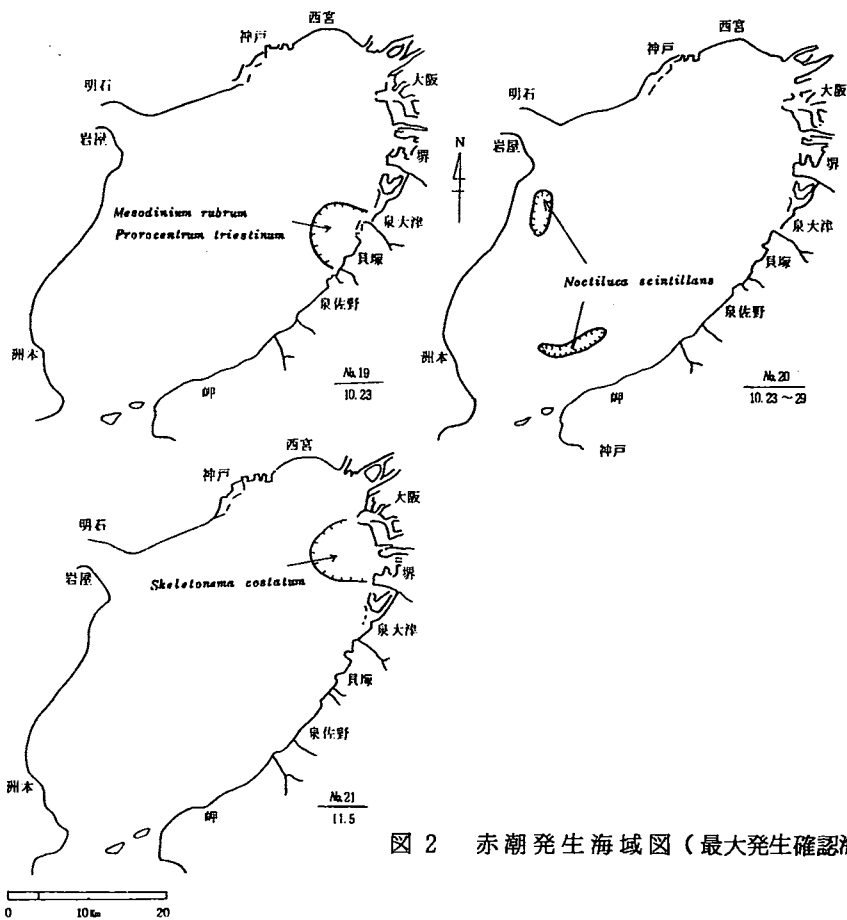 西宮
神戸
明石
大阪
岩屋
堺
Mesodinium rubrum
Prorocentrum triestinum
泉大津
貝塚
泉佐野
洲本
岬
No.19
10.23
N
西宮
神戸
明石
大阪
岩屋
堺
泉大津
貝塚
Noctiluca scintillans
泉佐野
洲本
岬
No.20
10.23~29
神戸
西宮
神戸
大阪
明石
岩屋
堺
Skeletonema costatum
泉大津
貝塚
泉佐野
洲本
岬
No.21
11.5
図 2 赤潮発生海域図(最大発生確認
0 10Km 20